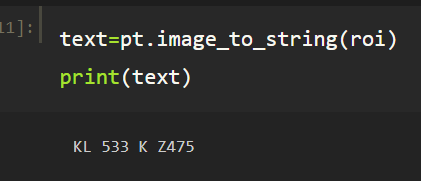 11]:
text=pt.image_to_string(roi)
print(text)
KL 533 K Z475